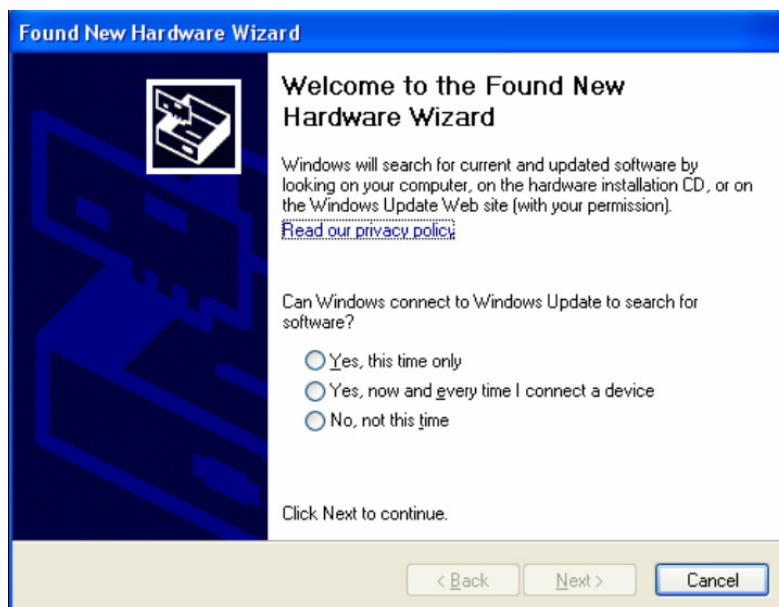 Found New Hardware Wizard
Welcome to the Found New
Hardware Wizard
Windows will search for current and updated software by
looking on your computer, on the hardware installation CD, or on
the Windows Update Web site (with your permission).
Read our privacy policy
Can Windows connect to Windows Update to search for
software?
Yes, this time only
Yes, now and every time I connect a device
No, not this time
Click Next to continue.
< Back Next > Cancel